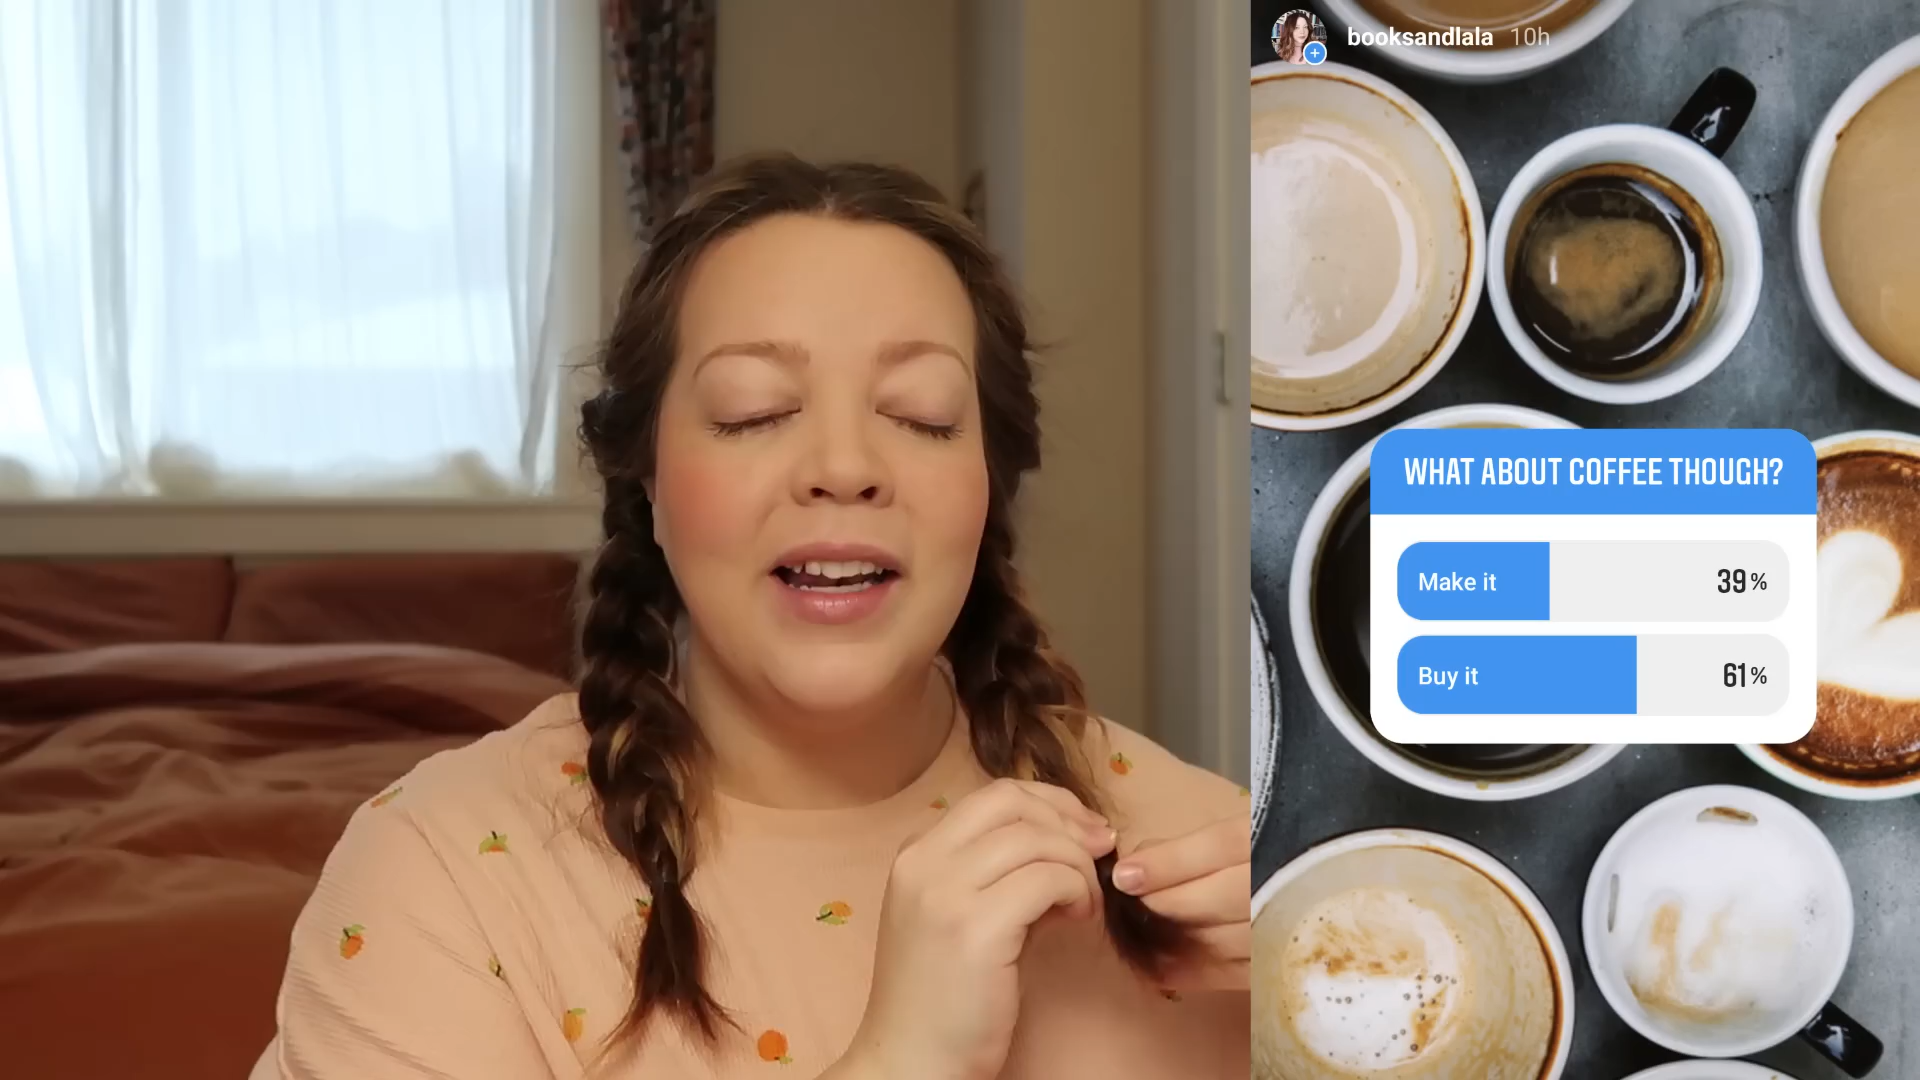 booksandlala 10h
WHAT ABOUT COFFEE THOUGH?
Make it 39%
Buy it 61%